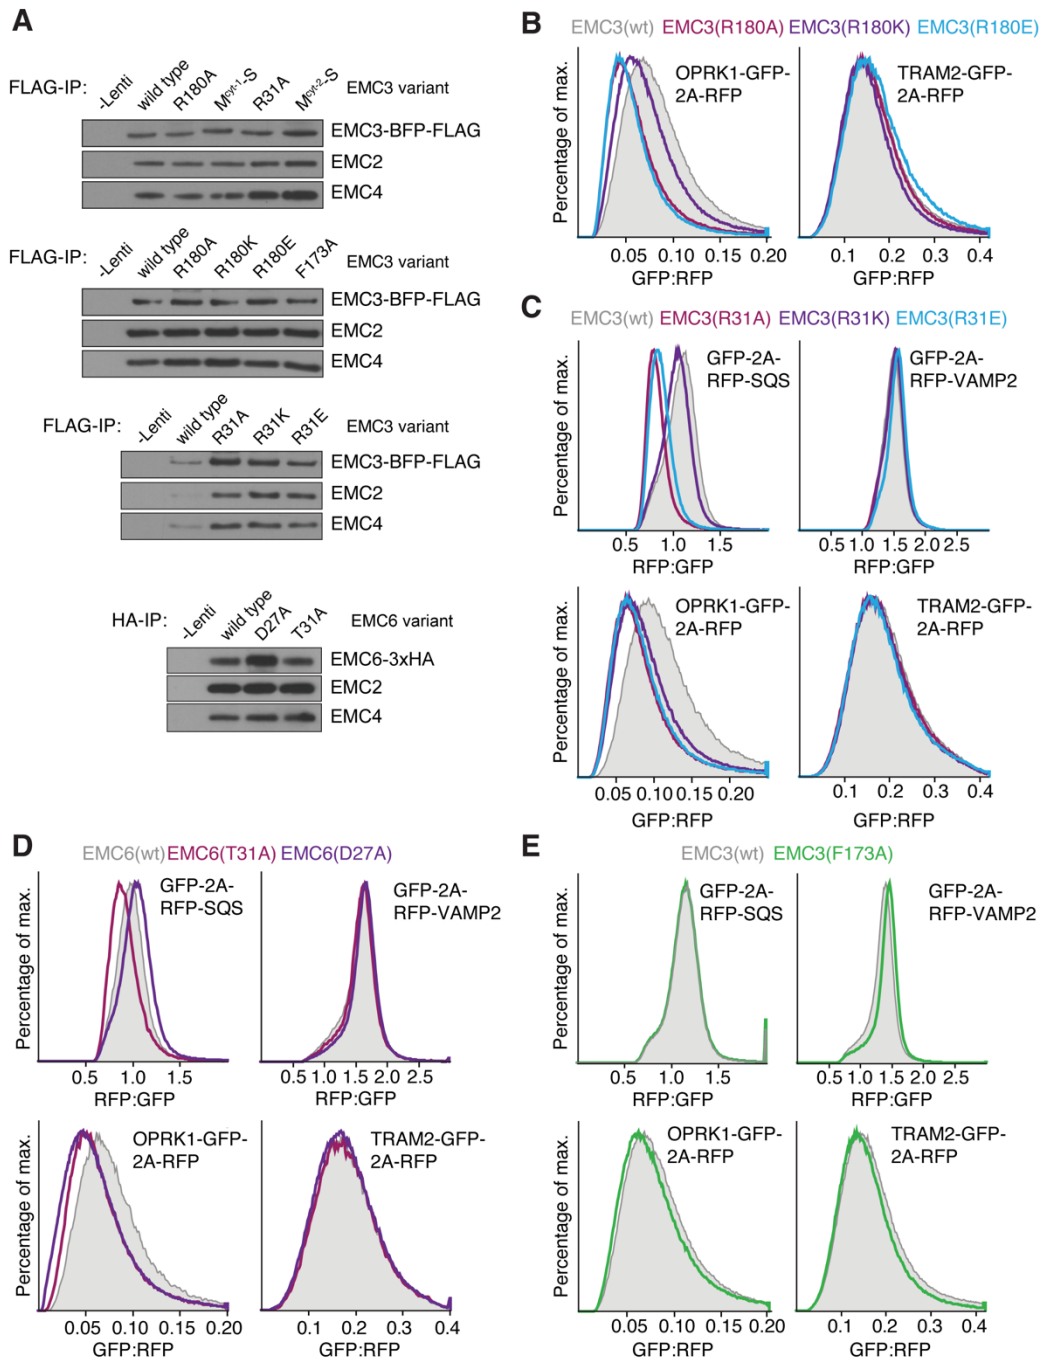 A
FLAG-IP: -Lenti wild type R180A Mcyt-1-S R31A Mcyt-2-S EMC3 variant
EMC3-BFP-FLAG
EMC2
EMC4
FLAG-IP: -Lenti wild type R180A R180K R180E F173A EMC3 variant
EMC3-BFP-FLAG
EMC2
EMC4
FLAG-IP: -Lenti wild type R31A R31K R31E EMC3 variant
EMC3-BFP-FLAG
EMC2
EMC4
HA-IP: -Lenti wild type D27A T31A EMC6 variant
EMC6-3xHA
EMC2
EMC4
B
EMC3(wt) EMC3(R180A) EMC3(R180K) EMC3(R180E)
Percentage of max.
OPRK1-GFP-
2A-RFP
0.05 0.10 0.15 0.20
GFP:RFP
TRAM2-GFP-
2A-RFP
0.1 0.2 0.3 0.4
GFP:RFP
C
EMC3(wt) EMC3(R31A) EMC3(R31K) EMC3(R31E)
Percentage of max.
GFP-2A-
RFP-SQS
0.5 1.0 1.5
RFP:GFP
GFP-2A-
RFP-VAMP2
0.5 1.0 1.5 2.0 2.5
RFP:GFP
Percentage of max.
OPRK1-GFP-
2A-RFP
0.05 0.10 0.15 0.20
GFP:RFP
TRAM2-GFP-
2A-RFP
0.1 0.2 0.3 0.4
GFP:RFP
D
EMC6(wt) EMC6(T31A) EMC6(D27A)
Percentage of max.
GFP-2A-
RFP-SQS
0.5 1.0 1.5
RFP:GFP
GFP-2A-
RFP-VAMP2
0.5 1.0 1.5 2.0 2.5
RFP:GFP
Percentage of max.
OPRK1-GFP-
2A-RFP
0.05 0.10 0.15 0.20
GFP:RFP
TRAM2-GFP-
2A-RFP
0.1 0.2 0.3 0.4
GFP:RFP
E
EMC3(wt) EMC3(F173A)
Percentage of max.
GFP-2A-
RFP-SQS
0.5 1.0 1.5
RFP:GFP
GFP-2A-
RFP-VAMP2
0.5 1.0 1.5 2.0 2.5
RFP:GFP
Percentage of max.
OPRK1-GFP-
2A-RFP
0.05 0.10 0.15 0.20
GFP:RFP
TRAM2-GFP-
2A-RFP
0.1 0.2 0.3 0.4
GFP:RFP